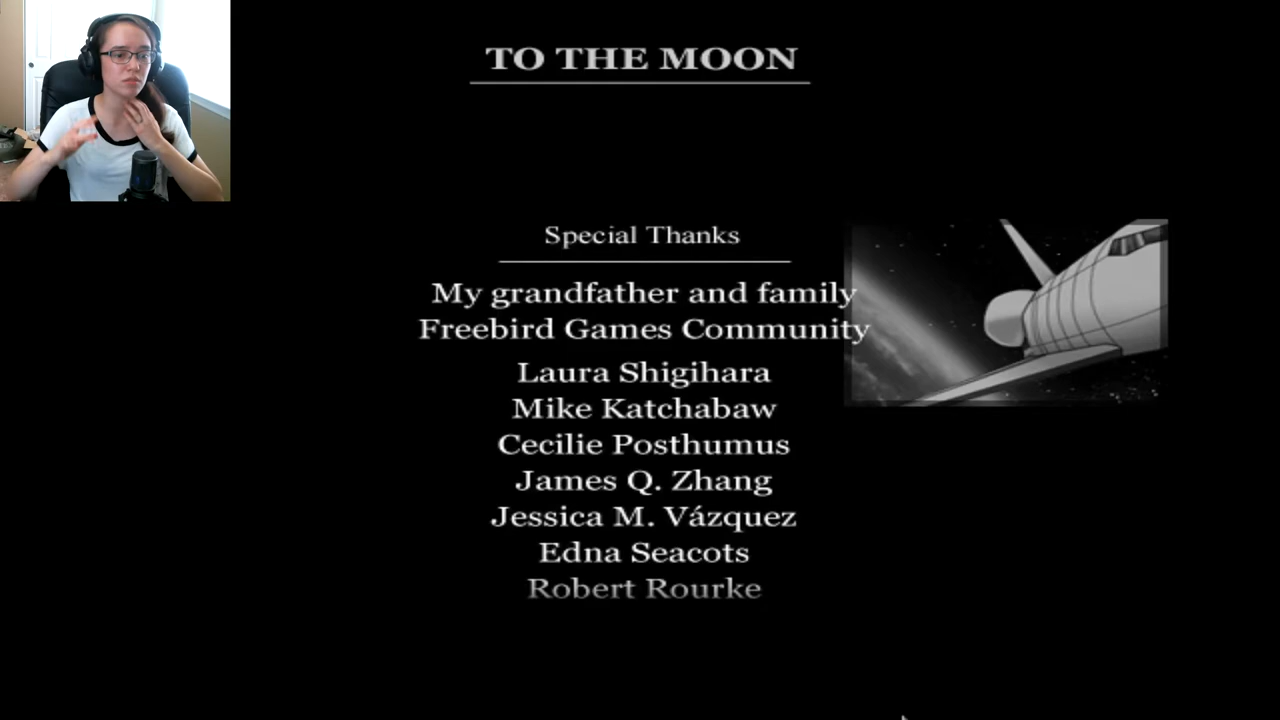 TO THE MOON
Special Thanks
My grandfather and family
Freebird Games Community
Laura Shigihara
Mike Katchabaw
Cecilie Posthumus
James Q. Zhang
Jessica M. Vázquez
Edna Seacots
Robert Rourke